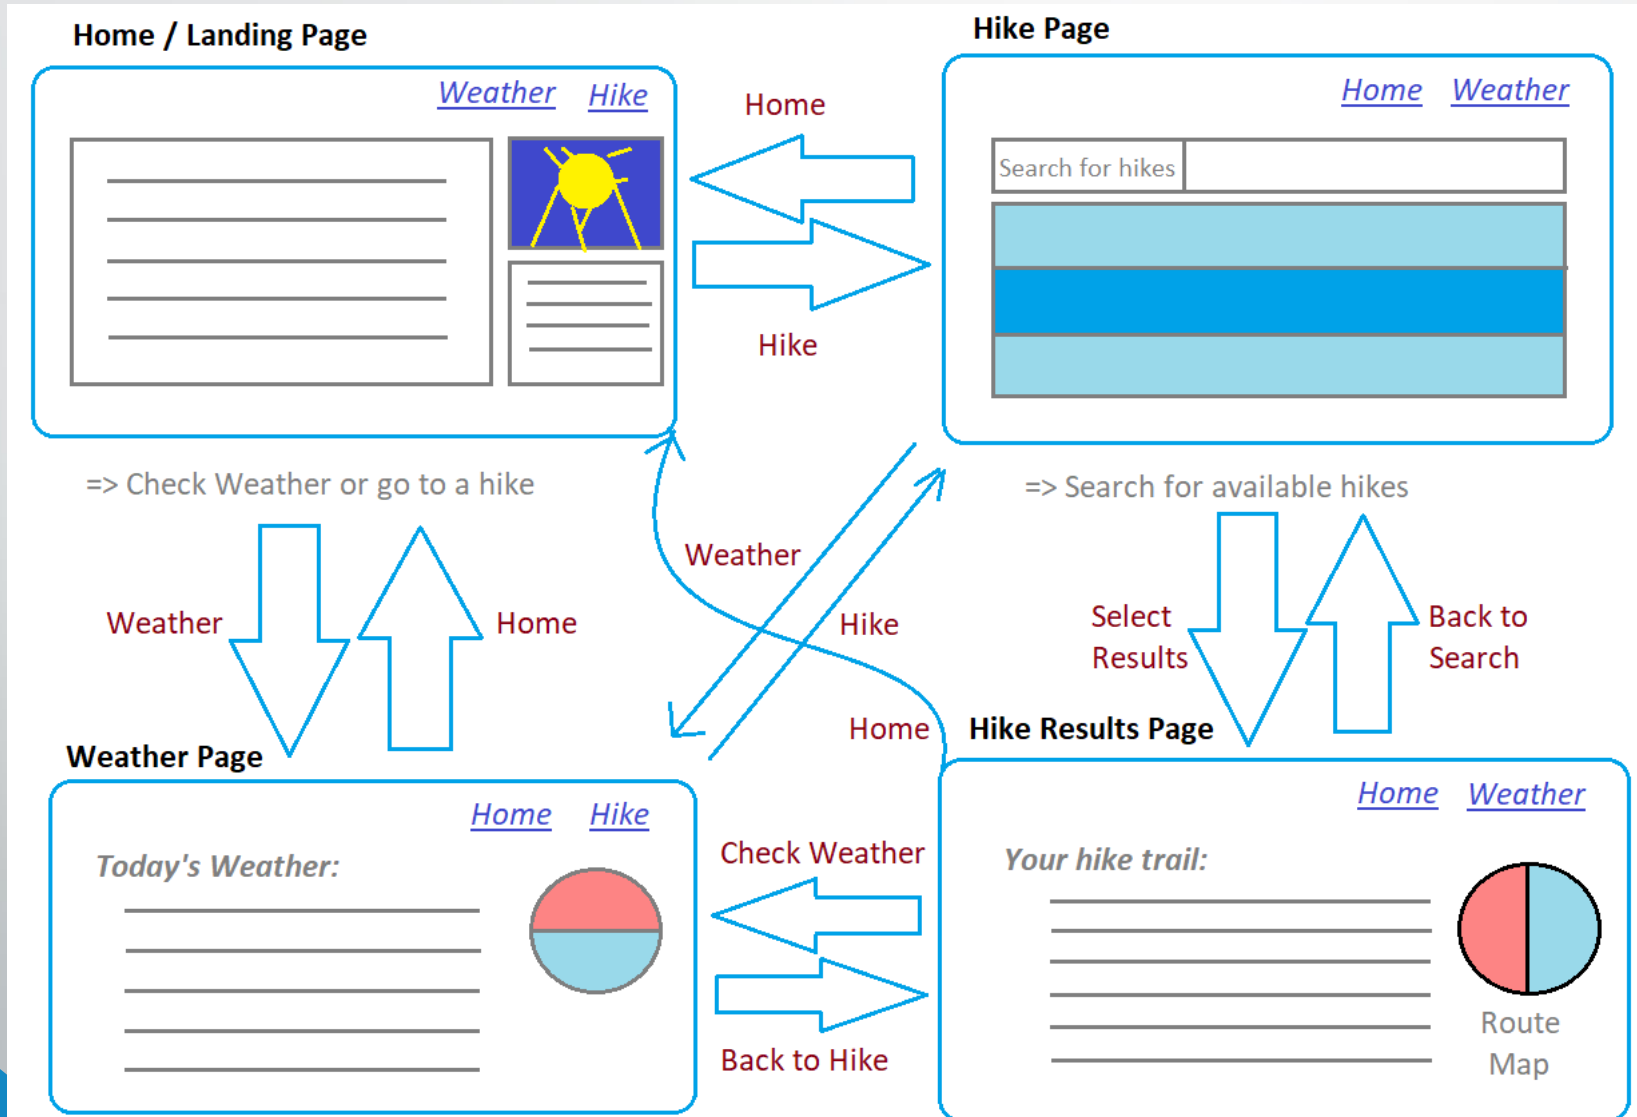 Home / Landing Page
Weather Hike
=> Check Weather or go to a hike
Home
Hike
Hike Page
Home Weather
Search for hikes
=> Search for available hikes
Weather
Home
Weather
Hike
Home
Select
Results
Back to
Search
Weather Page
Home Hike
Today's Weather:
Check Weather
Back to Hike
Hike Results Page
Home Weather
Your hike trail:
Route
Map